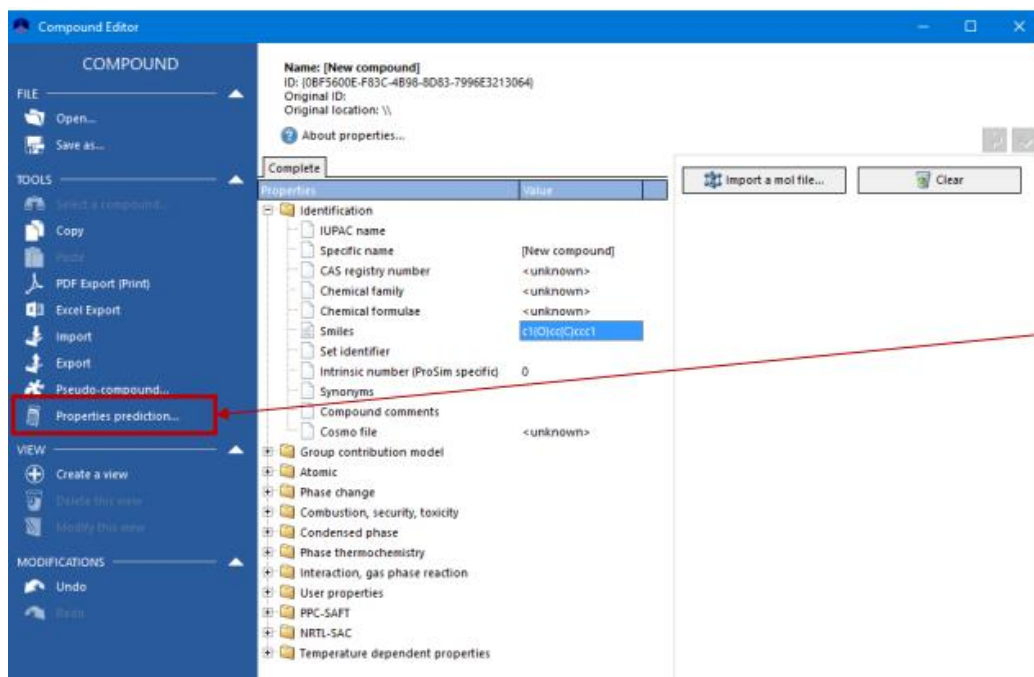 Compound Editor
COMPOUND
FILE
Open...
Save as...
TOOLS
Select a compound...
Copy
Paste
PDF Export (Print)
Excel Export
Import
Export
Pseudo-compound...
Properties prediction...
VIEW
Create a view
Delete this view
Modify this view
MODIFICATIONS
Undo
Redo
Name: [New compound]
ID: {0BF5600E-F83C-4B98-8D83-7996E3213064}
Original ID:
Original location: \\
About properties...
Complete
Properties Value
Identification
IUPAC name
Specific name [New compound]
CAS registry number <unknown>
Chemical family <unknown>
Chemical formulae <unknown>
Smiles c1(O)cc(C)ccc1
Set identifier
Intrinsic number (ProSim specific) 0
Synonyms
Compound comments
Cosmo file <unknown>
Group contribution model
Atomic
Phase change
Combustion, security, toxicity
Condensed phase
Phase thermochemistry
Interaction, gas phase reaction
User properties
PPC-SAFT
NRTL-SAC
Temperature dependent properties
Import a mol file...
Clear